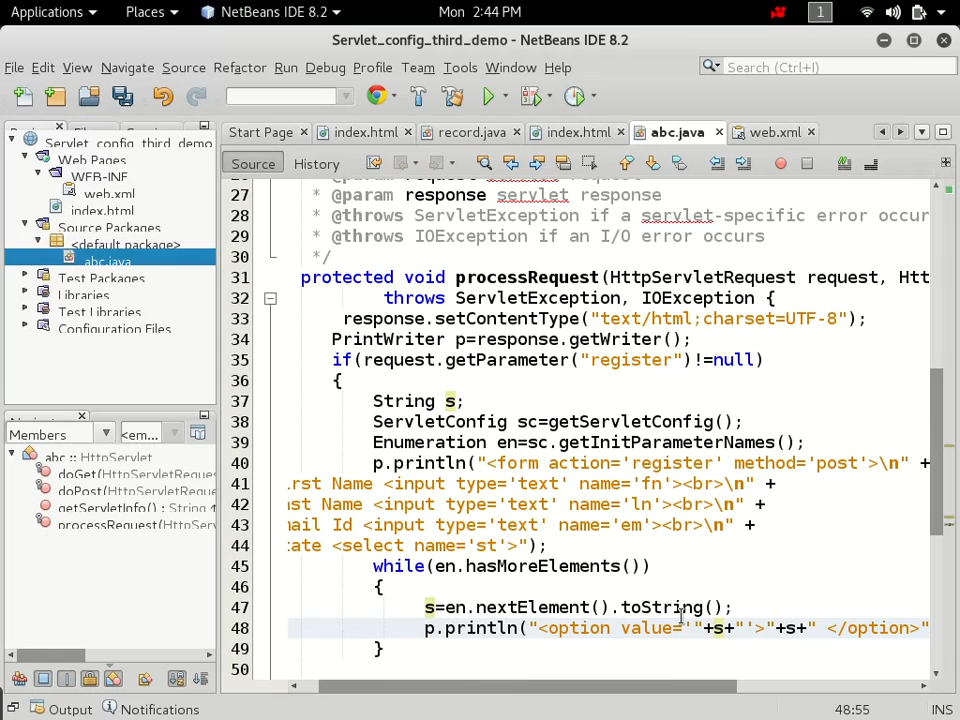 Applications Places NetBeans IDE 8.2 Mon 2:44 PM 1
Servlet_config_third_demo - NetBeans IDE 8.2
File Edit View Navigate Source Refactor Run Debug Profile Team Tools Window Help Search (Ctrl+I)
Start Page index.html record.java index.html abc.java web.xml
Source History
Servlet_config_third_demo
Web Pages
WEB-INF
web.xml
index.html
Source Packages
<default package>
abc.java
Test Packages
Libraries
Test Libraries
Configuration Files
Members <em...
abc :: HttpServlet
doGet(HttpServletReque
doPost(HttpServletRequ
getServletInfo() : String
processRequest(HttpServ
27 * @param response servlet response
28 * @throws ServletException if a servlet-specific error occur
29 * @throws IOException if an I/O error occurs
30 */
31 protected void processRequest(HttpServletRequest request, Htt
32 throws ServletException, IOException {
33 response.setContentType("text/html;charset=UTF-8");
34 PrintWriter p=response.getWriter();
35 if(request.getParameter("register")!=null)
36 {
37 String s;
38 ServletConfig sc=getServletConfig();
39 Enumeration en=sc.getInitParameterNames();
40 p.println("<form action='register' method='post'>\n" +
41 irst Name <input type='text' name='fn'><br>\n" +
42 ast Name <input type='text' name='ln'><br>\n" +
43 mail Id <input type='text' name='em'><br>\n" +
44 tate <select name='st'>");
45 while(en.hasMoreElements())
46 {
47 s=en.nextElement().toString();
48 p.println("<option value='"+s+"'>"+s+" </option>"
49 }
50
Output Notifications 48:55 INS